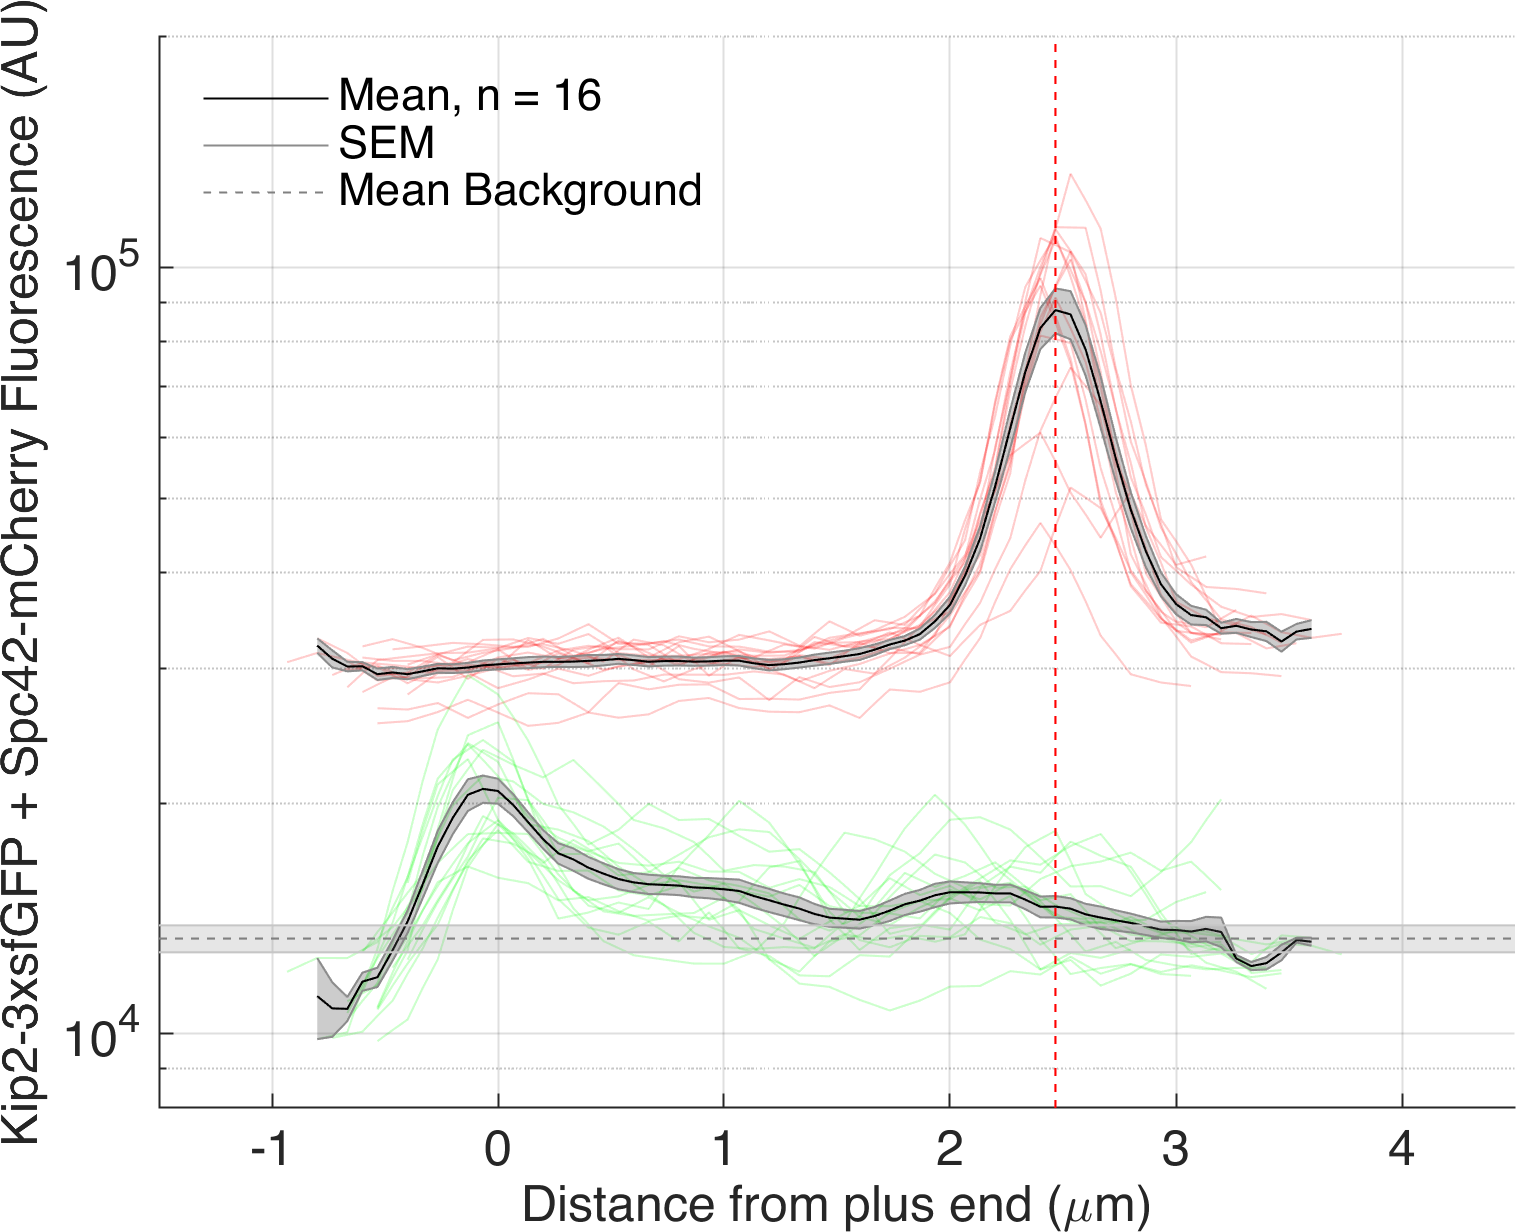 Kip2-3xsfGFP + Spc42-mCherry Fluorescence (AU)
Mean, n = 16
SEM
Mean Background
10^5
10^4
-1 0 1 2 3 4
Distance from plus end (μm)